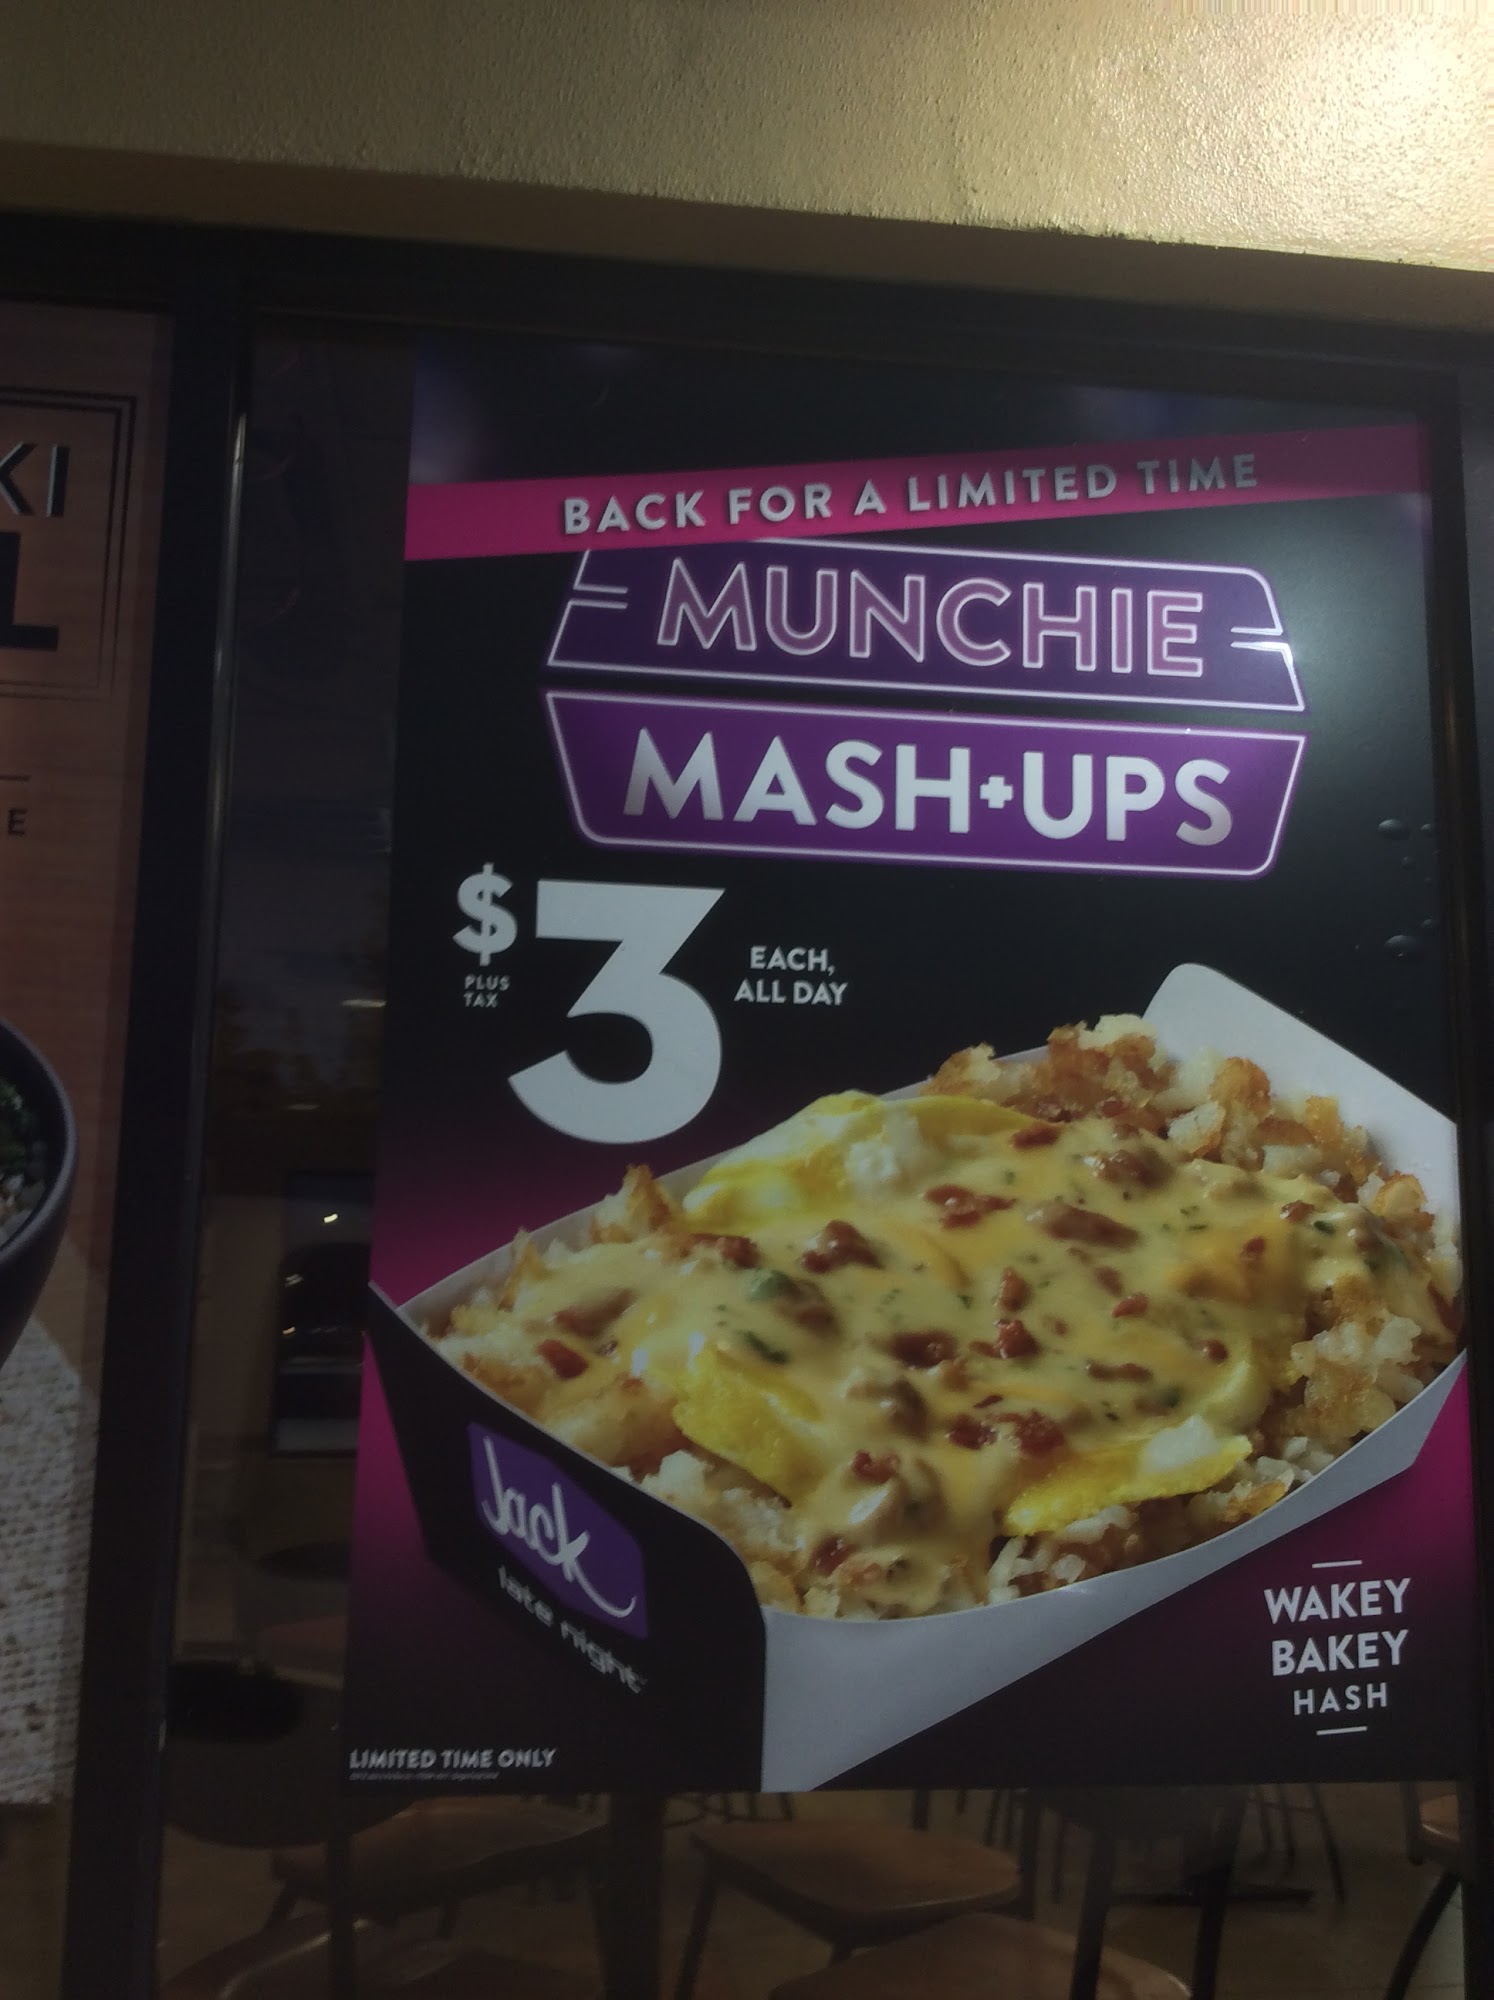 KI
L
E
BACK FOR A LIMITED TIME
MUNCHIE
MASH+UPS
$3
PLUS
TAX
EACH,
ALL DAY
Jack
late night
WAKEY
BAKEY
HASH
LIMITED TIME ONLY